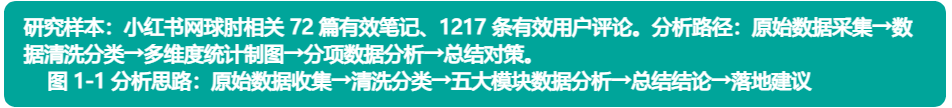 研究样本：小红书网球肘相关 72 篇有效笔记、1217 条有效用户评论。分析路径：原始数据采集→数
据清洗分类→多维度统计制图→分项数据分析→总结对策。
图 1-1 分析思路：原始数据收集→清洗分类→五大模块数据分析→总结结论→落地建议